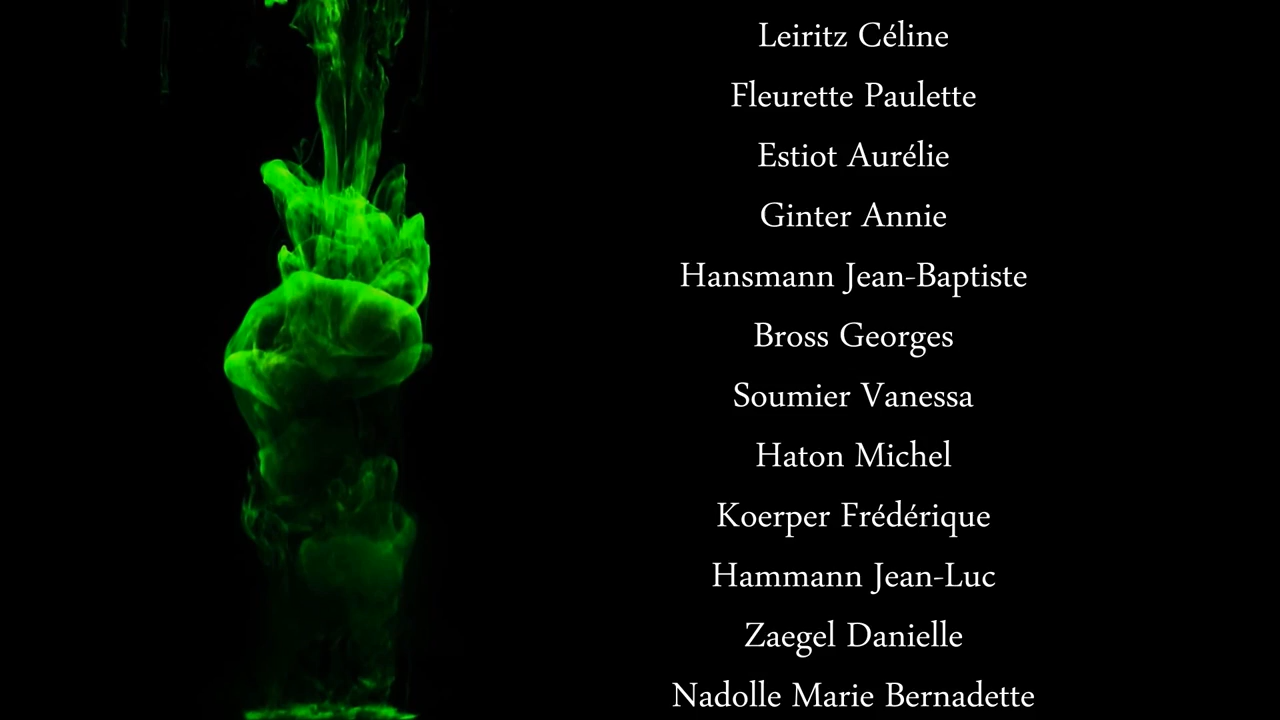 Leiritz Céline
Fleurette Paulette
Estiot Aurélie
Ginter Annie
Hansmann Jean-Baptiste
Bross Georges
Soumier Vanessa
Haton Michel
Koerper Frédérique
Hammann Jean-Luc
Zaegel Danielle
Nadolle Marie Bernadette